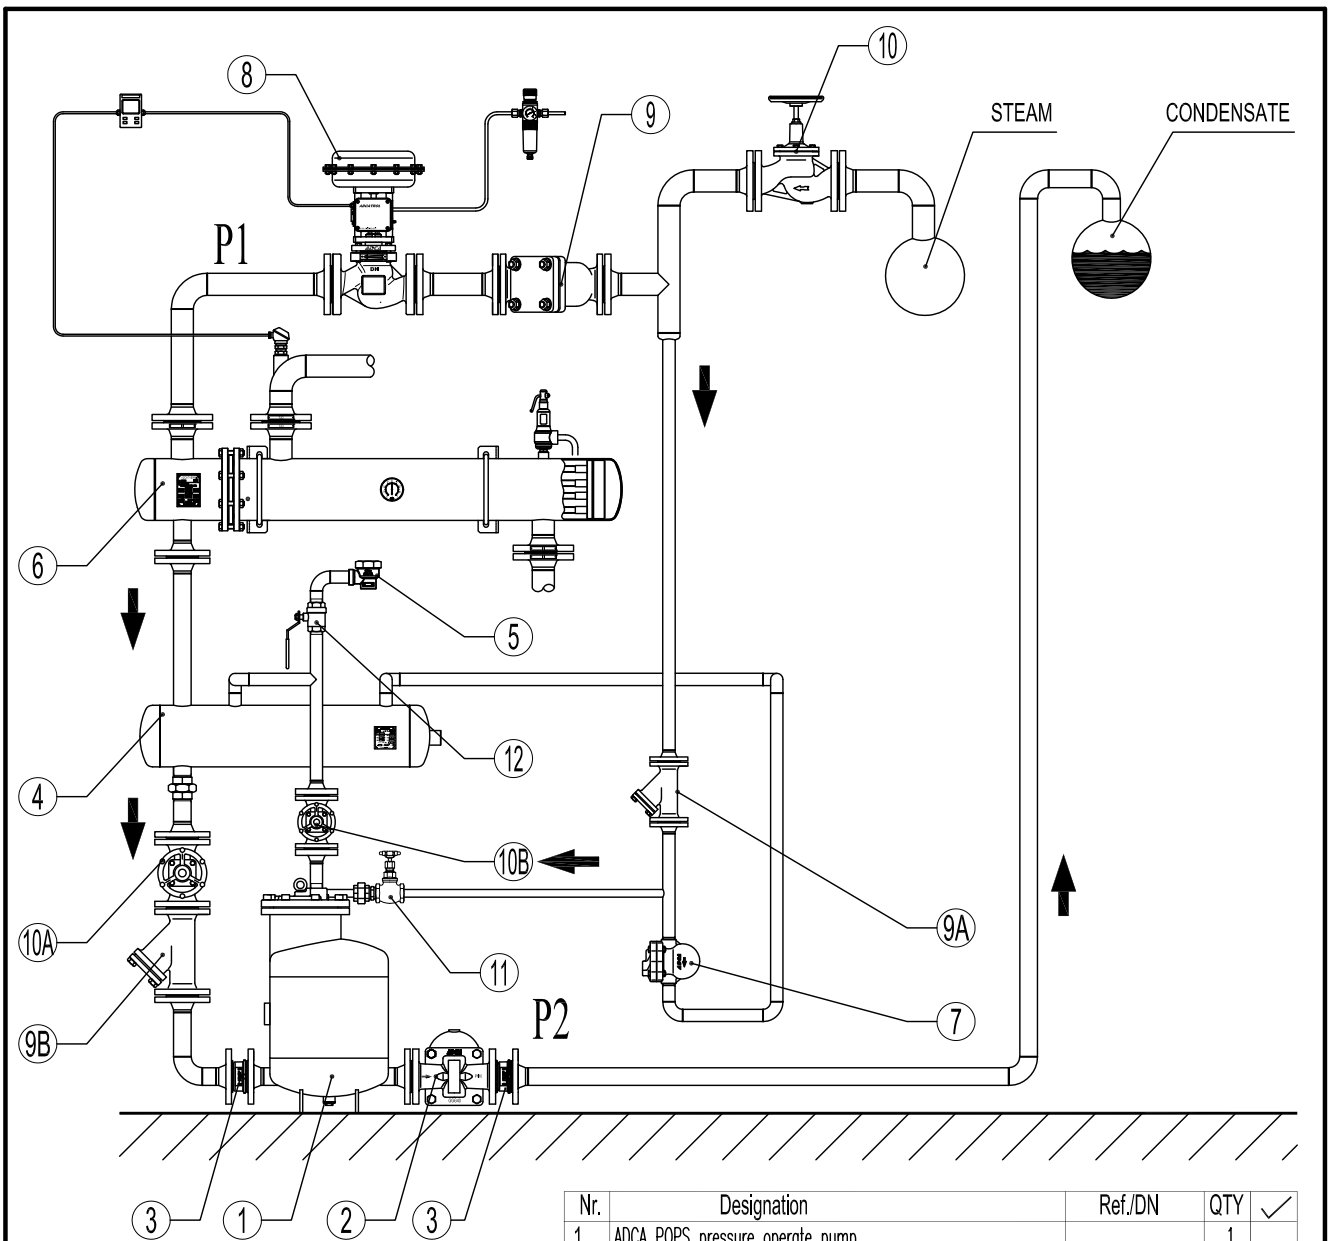 10
8
STEAM
CONDENSATE
9
P1
6
5
12
4
10B
10A
9A
11
P2
7
9B
3
1
2
3
Nr. Designation Ref./DN QTY
1 ADCA POPS pressure operate pump 1